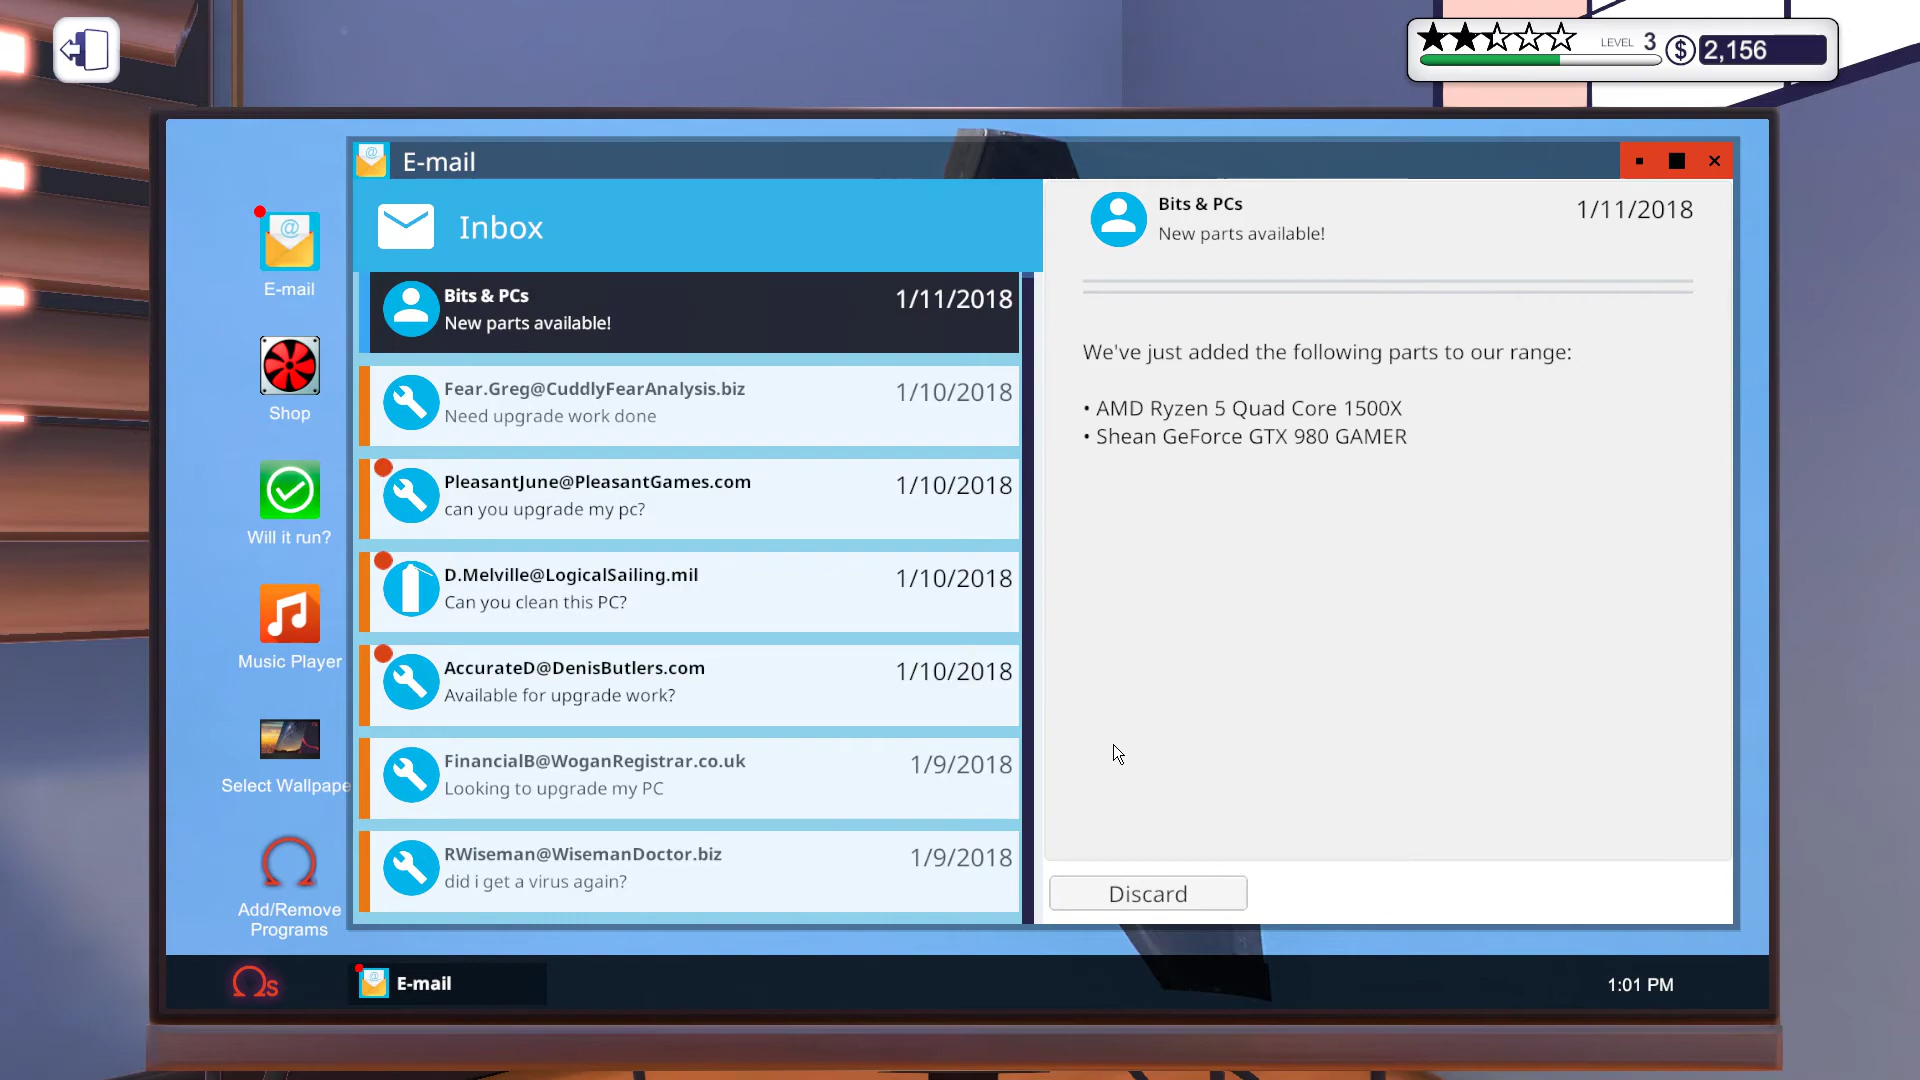 LEVEL 3
$ 2,156
E-mail
Inbox
Bits & PCs
1/11/2018
New parts available!
Fear.Greg@CuddlyFearAnalysis.biz
1/10/2018
Need upgrade work done
PleasantJune@PleasantGames.com
1/10/2018
can you upgrade my pc?
D.Melville@LogicalSailing.mil
1/10/2018
Can you clean this PC?
AccurateD@DenisButlers.com
1/10/2018
Available for upgrade work?
FinancialB@WoganRegistrar.co.uk
1/9/2018
Looking to upgrade my PC
RWiseman@WisemanDoctor.biz
1/9/2018
did i get a virus again?
Bits & PCs
1/11/2018
New parts available!
We've just added the following parts to our range:
• AMD Ryzen 5 Quad Core 1500X
• Shean GeForce GTX 980 GAMER
Discard
E-mail
Shop
Will it run?
Music Player
Select Wallpape
Add/Remove
Programs
Ωs
E-mail
1:01 PM